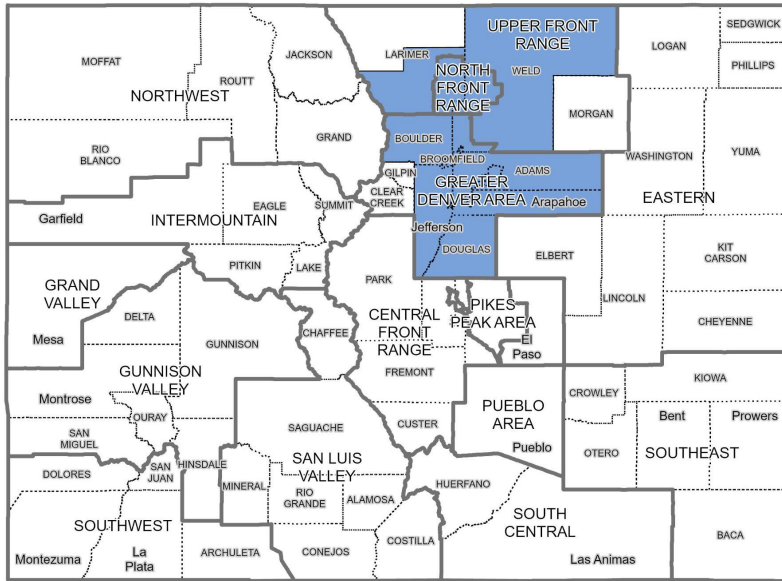 UPPER FRONT
RANGE
SEDGWICK
LARIMER
LOGAN
JACKSON
MOFFAT
ROUTT
PHILLIPS
NORTH
FRONT
RANGE
WELD
NORTHWEST
MORGAN
GRAND
BOULDER
RIO
BLANCO
BROOMFIELD
WASHINGTON
YUMA
GILPIN
ADAMS
GREATER
DENVER AREA
EAGLE
SUMMIT
CLEAR
CREEK
Arapahoe
EASTERN
Garfield
INTERMOUNTAIN
Jefferson
DOUGLAS
ELBERT
KIT
CARSON
PITKIN
LAKE
PARK
GRAND
VALLEY
LINCOLN
DELTA
CHAFFEE
CENTRAL
FRONT
RANGE
PIKES
PEAK AREA
CHEYENNE
Mesa
GUNNISON
El
Paso
GUNNISON
VALLEY
FREMONT
KIOWA
Montrose
CROWLEY
OURAY
CUSTER
PUEBLO
AREA
Bent
Prowers
SAN
MIGUEL
SAGUACHE
Pueblo
OTERO
SOUTHEAST
DOLORES
SAN
JUAN
HINSDALE
SAN LUIS
VALLEY
MINERAL
RIO
GRANDE
ALAMOSA
HUERFANO
SOUTHWEST
SOUTH
CENTRAL
COSTILLA
BACA
Montezuma
La
Plata
ARCHULETA
CONEJOS
Las Animas